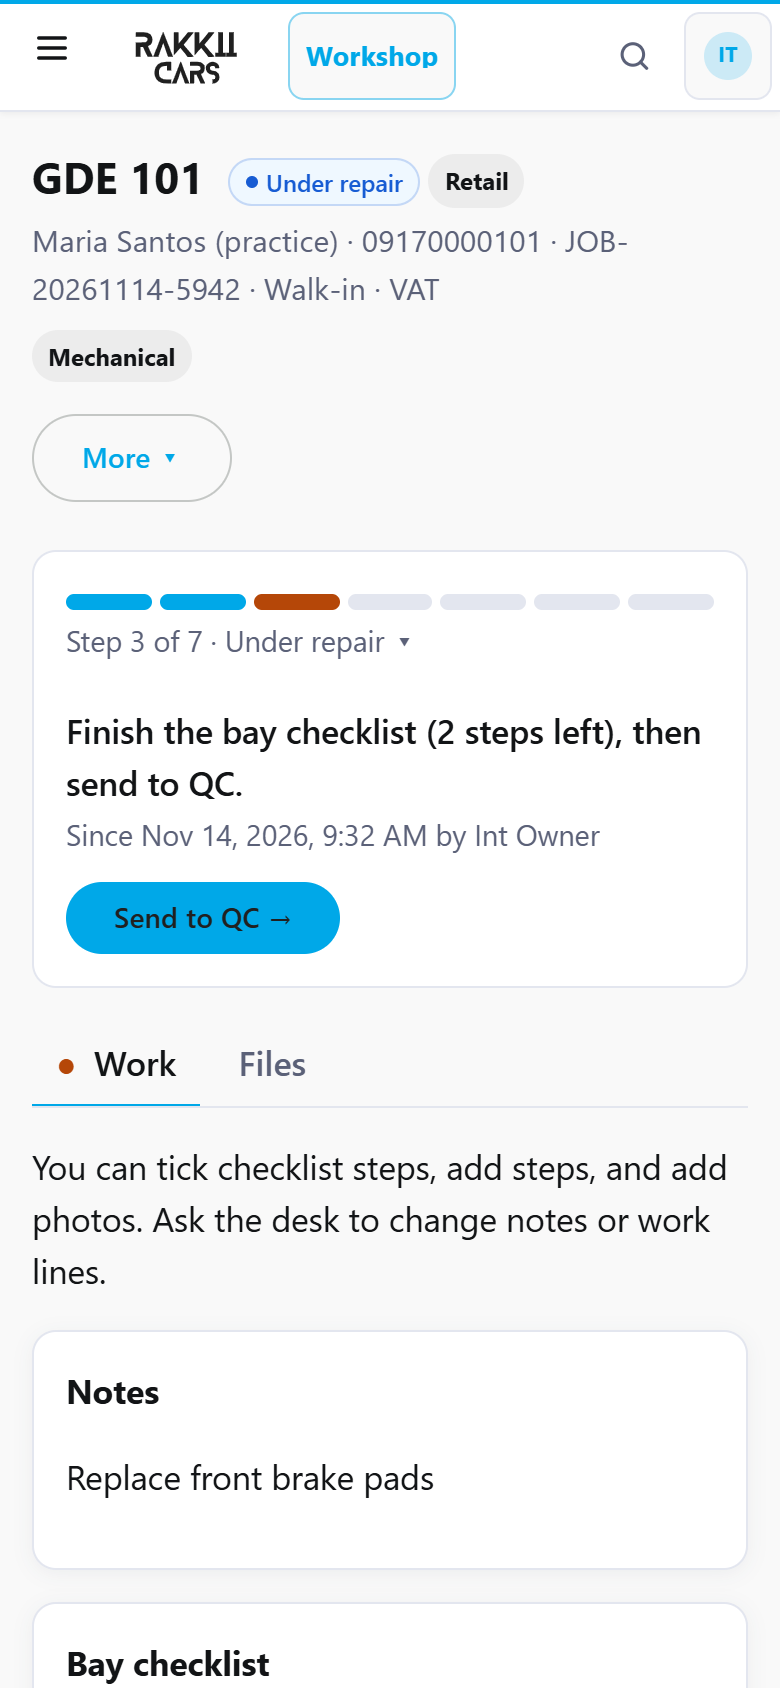 RAKKII
CARS
Workshop
IT
GDE 101
Under repair
Retail
Maria Santos (practice) · 09170000101 · JOB-
20261114-5942 · Walk-in · VAT
Mechanical
More ▾
Step 3 of 7 · Under repair ▾
Finish the bay checklist (2 steps left), then
send to QC.
Since Nov 14, 2026, 9:32 AM by Int Owner
Send to QC →
Work
Files
You can tick checklist steps, add steps, and add
photos. Ask the desk to change notes or work
lines.
Notes
Replace front brake pads
Bay checklist